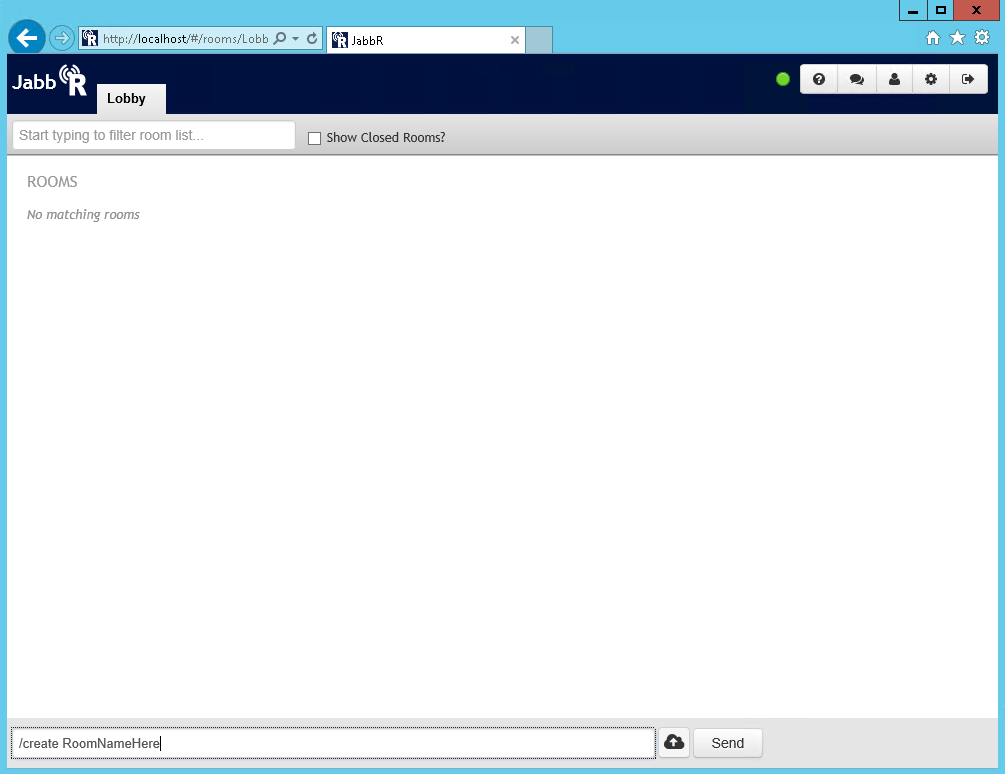 http://localhost/#/rooms/Lobb
JabbR
JabbR
Lobby
Start typing to filter room list...
Show Closed Rooms?
ROOMS
No matching rooms
/create RoomNameHere
Send